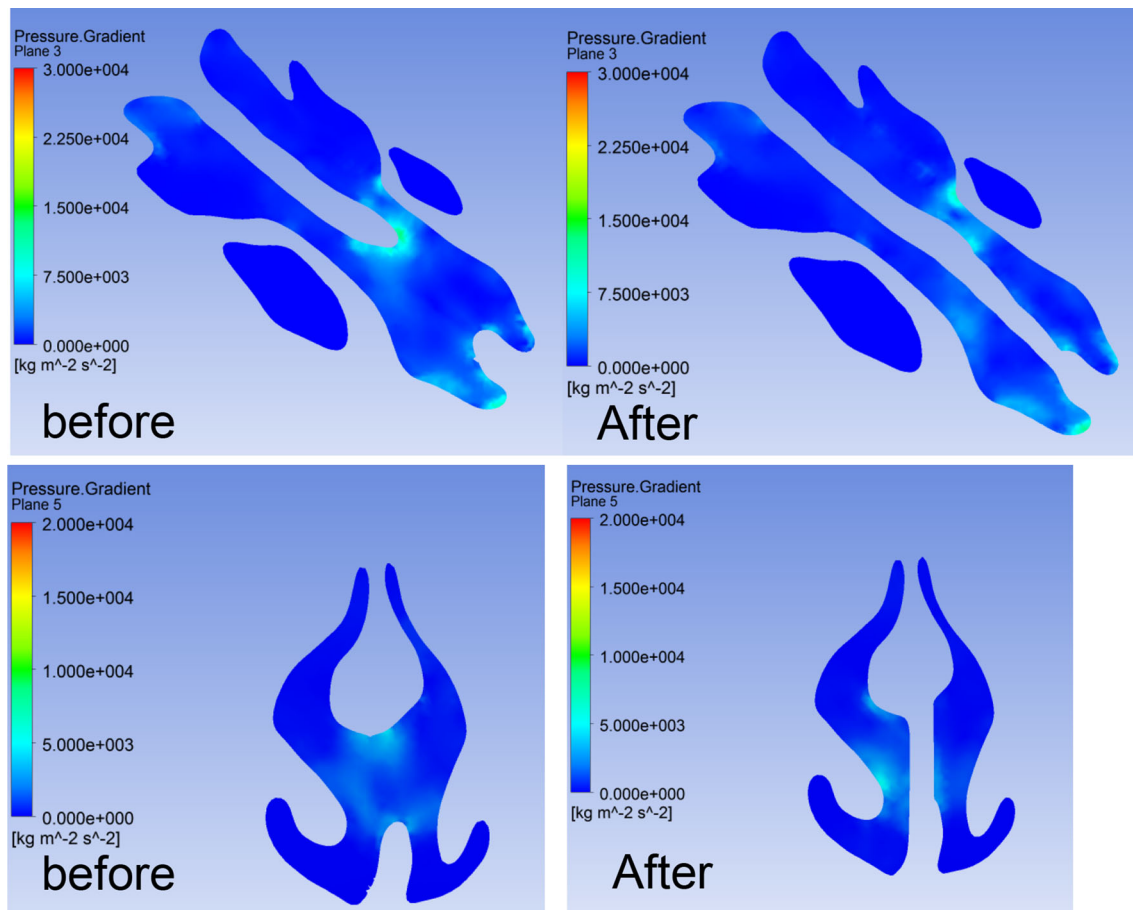 Pressure.Gradient
Plane 3
3.000e+004
2.250e+004
1.500e+004
7.500e+003
0.000e+000
[kg m^-2 s^-2]
before
Pressure.Gradient
Plane 3
3.000e+004
2.250e+004
1.500e+004
7.500e+003
0.000e+000
[kg m^-2 s^-2]
After
Pressure.Gradient
Plane 5
2.000e+004
1.500e+004
1.000e+004
5.000e+003
0.000e+000
[kg m^-2 s^-2]
before
Pressure.Gradient
Plane 5
2.000e+004
1.500e+004
1.000e+004
5.000e+003
0.000e+000
[kg m^-2 s^-2]
After